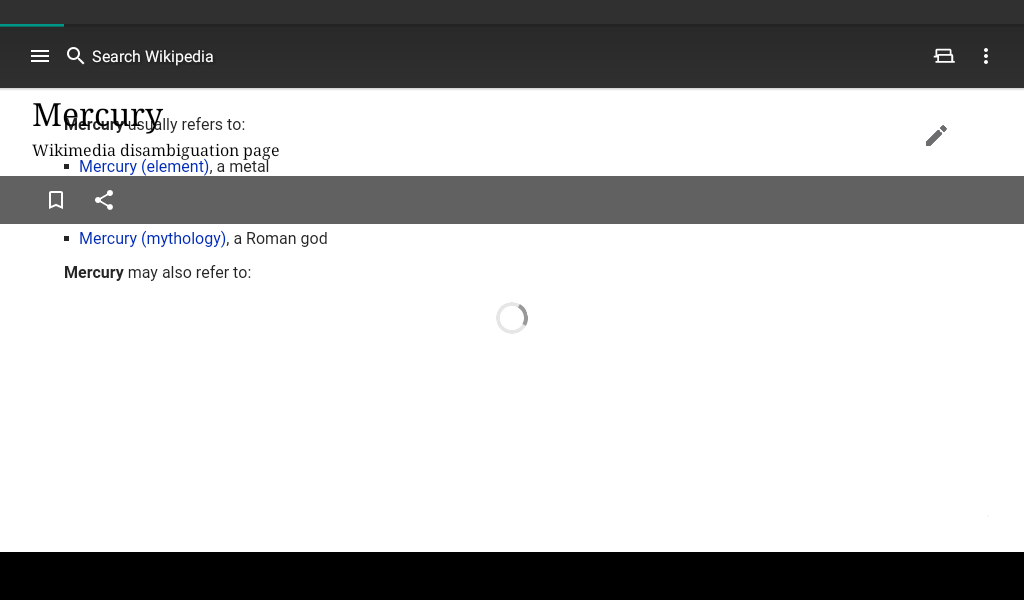 Search Wikipedia
Mercury
Mercury usually refers to:
Wikimedia disambiguation page
Mercury (element), a metal
Mercury (mythology), a Roman god
Mercury may also refer to: